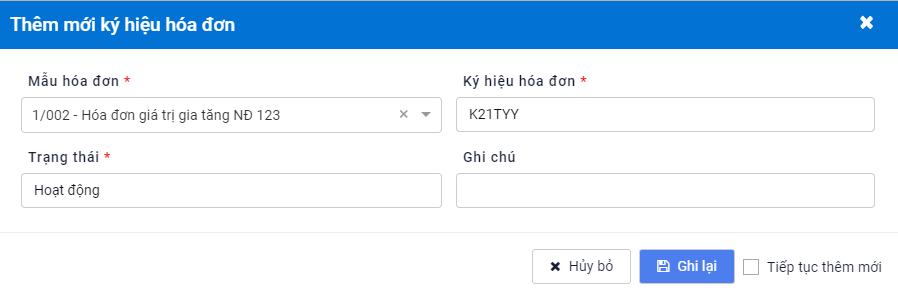 Thêm mới ký hiệu hóa đơn
Mẫu hóa đơn *
Ký hiệu hóa đơn *
1/002 - Hóa đơn giá trị gia tăng NĐ 123
K21TYY
Trạng thái *
Ghi chú
Hoạt động
Hủy bỏ
Ghi lại
Tiếp tục thêm mới